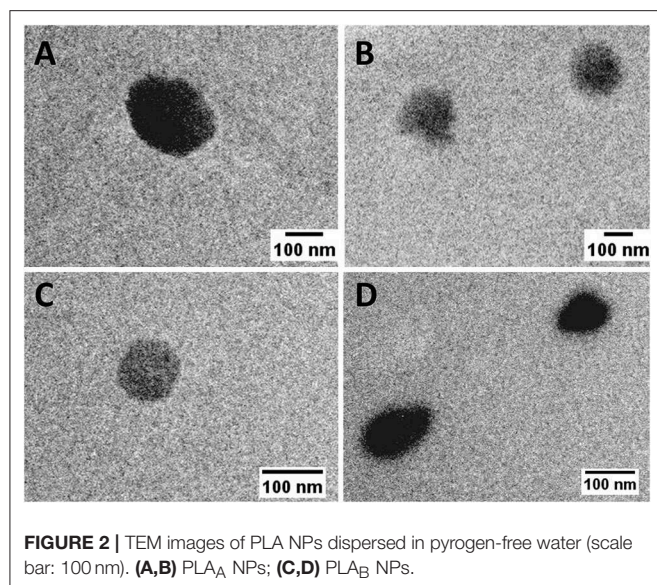 A
B
100 nm
100 nm
C
D
100 nm
100 nm
FIGURE 2 | TEM images of PLA NPs dispersed in pyrogen-free water (scale
bar: 100 nm). (A,B) PLAA NPs; (C,D) PLAB NPs.